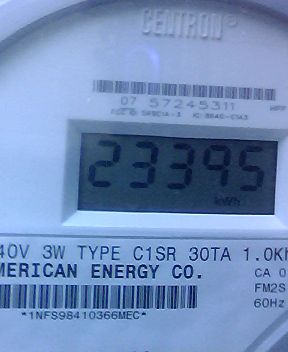 CENTRON®
07 57245311
23395
kWh
40V 3W TYPE C1SR 30TA 1.0Kh
MERICAN ENERGY CO.
CA 0
FM2S
60Hz
*1NFS98410366MEC*